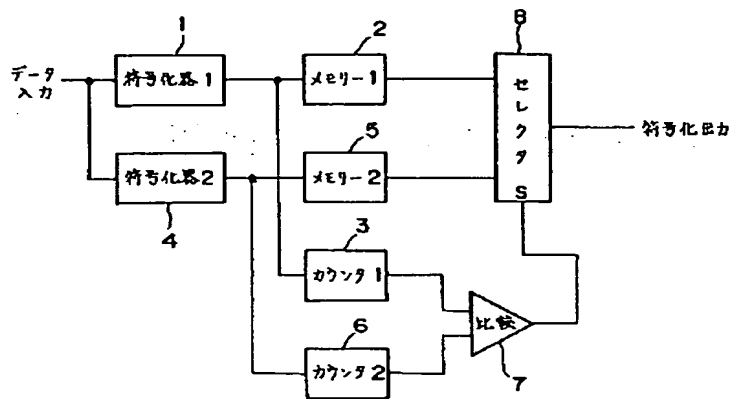 1
2
8
データ
入力
符号化器1
メモリー1
セレクタ
S
符号化出力
5
符号化器2
メモリー2
4
3
カウンタ1
比較
7
6
カウンタ2